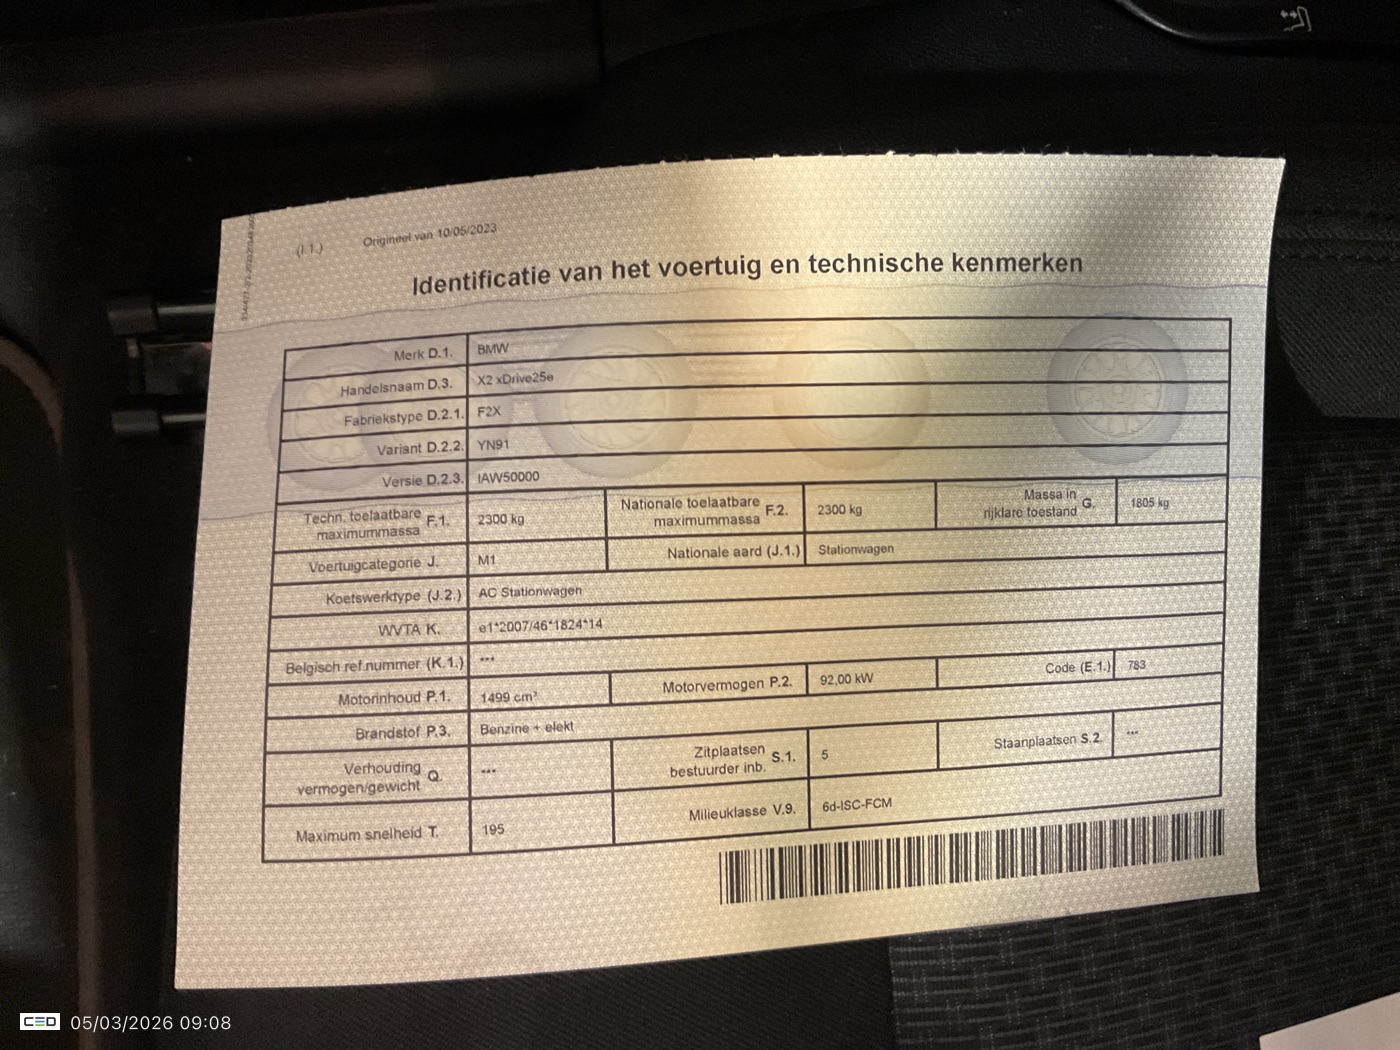 (I.1.) Origineel van 10/05/2023
Identificatie van het voertuig en technische kenmerken
Merk D.1. BMW
Handelsnaam D.3. X2 xDrive25e
Fabriekstype D.2.1. F2X
Variant D.2.2. YN91
Versie D.2.3. IAW50000
Techn. toelaatbare maximummassa F.1. 2300 kg Nationale toelaatbare maximummassa F.2. 2300 kg Massa in rijklare toestand G. 1805 kg
Voertuigcategorie J. M1 Nationale aard (J.1.) Stationwagen
Koetswerktype (J.2.) AC Stationwagen
WVTA K. e1*2007/46*1824*14
Belgisch ref.nummer (K.1.) ***
Motorinhoud P.1. 1499 cm³ Motorvermogen P.2. 92,00 kW Code (E.1.) 783
Brandstof P.3. Benzine + elekt
Verhouding vermogen/gewicht Q. *** Zitplaatsen bestuurder inb. S.1. 5 Staanplaatsen S.2. ***
Maximum snelheid T. 195 Milieuklasse V.9. 6d-ISC-FCM
CED 05/03/2026 09:08